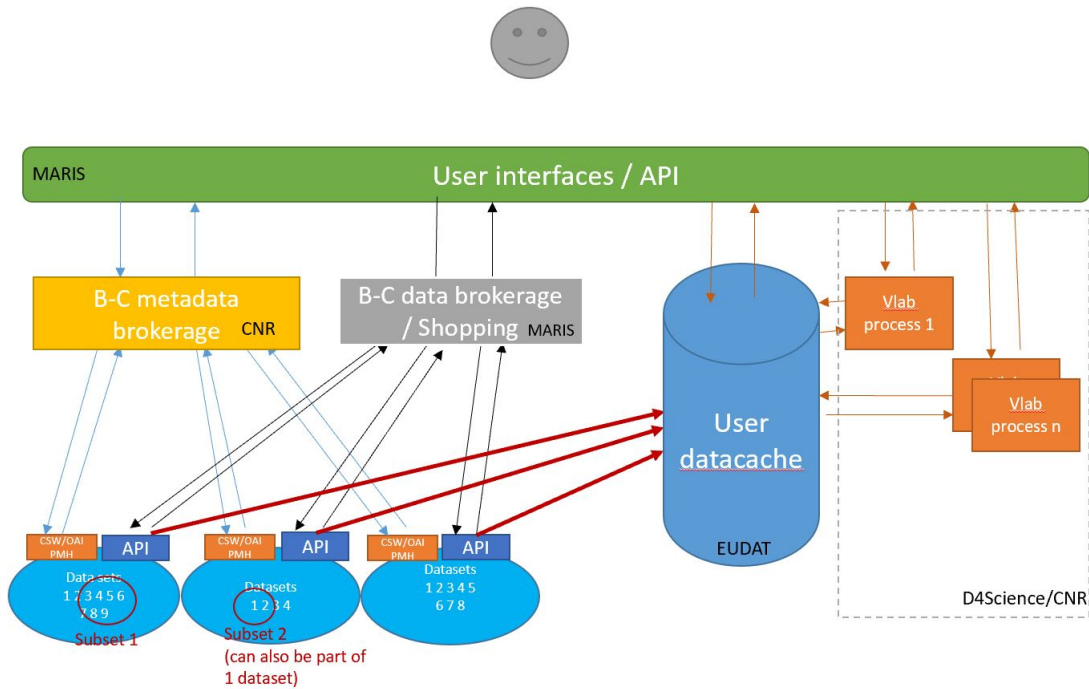 MARIS
User interfaces / API
B-C metadata
brokerage
CNR
B-C data brokerage
/ Shopping
MARIS
Vlab
process 1
Vlab
process n
User
datacache
EUDAT
D4Science/CNR
CSW/OAI
PMH
API
CSW/OAI
PMH
API
CSW/OAI
PMH
API
Data sets
1 2 3 4 5 6
7 8 9
Datasets
1 2 3 4
Datasets
1 2 3 4 5
6 7 8
Subset 1
Subset 2
(can also be part of
1 dataset)